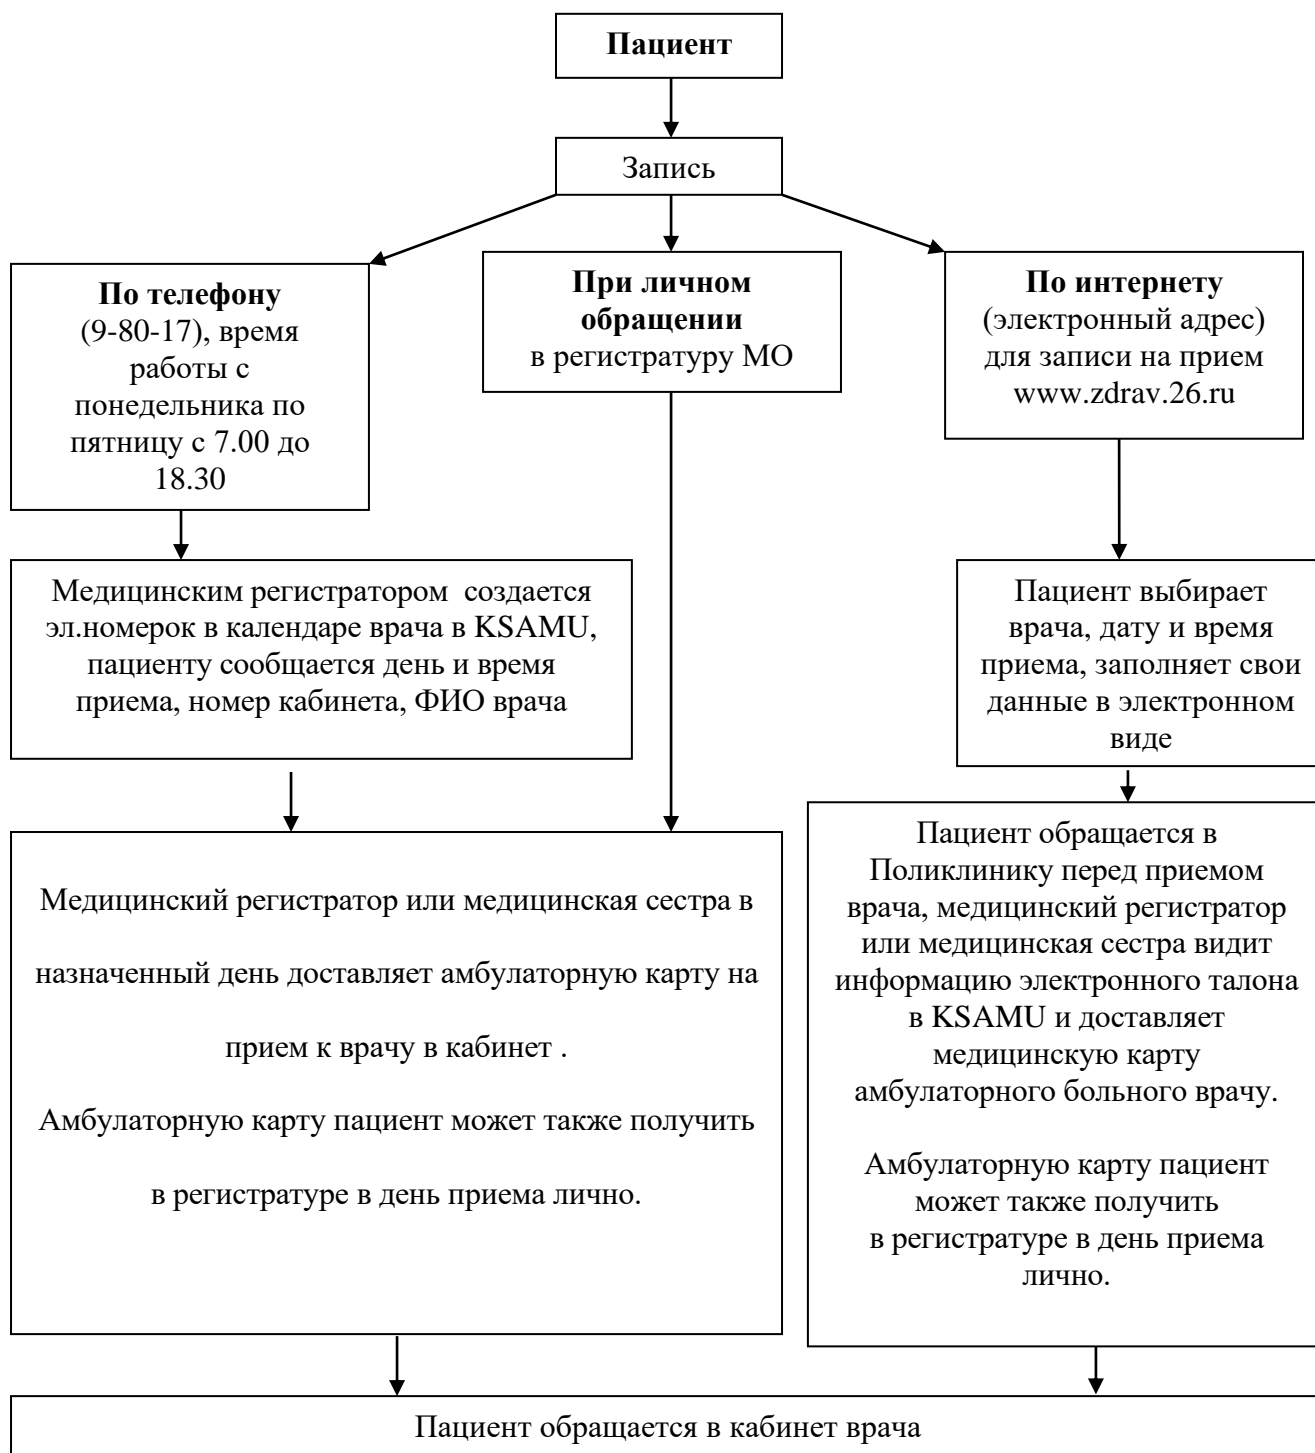 Пациент
Запись
По телефону
(9-80-17), время
работы с
понедельника по
пятницу с 7.00 до
18.30
При личном
обращении
в регистратуру МО
По интернету
(электронный адрес)
для записи на прием
www.zdrav.26.ru
Медицинским регистратором  создается
эл.номерок в календаре врача в KSAMU,
пациенту сообщается день и время
приема, номер кабинета, ФИО врача
Пациент выбирает
врача, дату и время
приема, заполняет свои
данные в электронном
виде
Медицинский регистратор или медицинская сестра в
назначенный день доставляет амбулаторную карту на
прием к врачу в кабинет .
Амбулаторную карту пациент может также получить
в регистратуре в день приема лично.
Пациент обращается в
Поликлинику перед приемом
врача, медицинский регистратор
или медицинская сестра видит
информацию электронного талона
в KSAMU и доставляет
медицинскую карту
амбулаторного больного врачу.
Амбулаторную карту пациент
может также получить
в регистратуре в день приема
лично.
Пациент обращается в кабинет врача